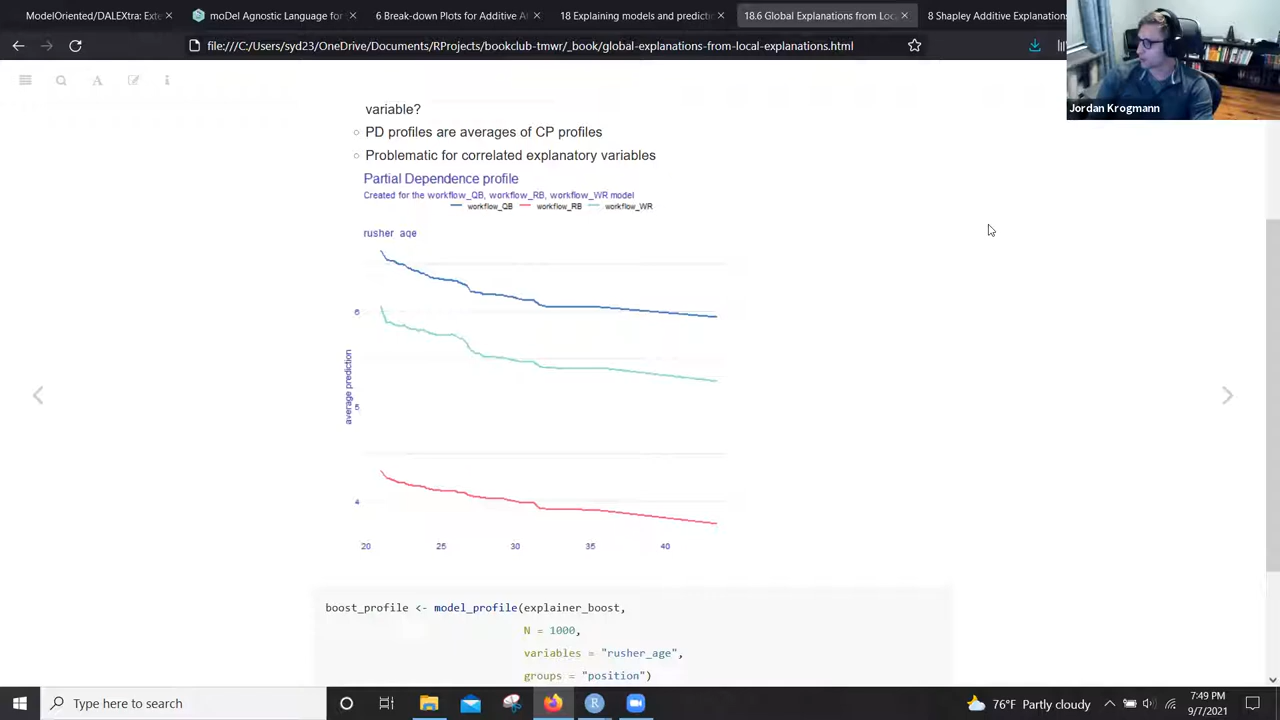 ModelOriented/DALEXtra: Ext
moDel Agnostic Language for
6 Break-down Plots for Additive A
18 Explaining models and predicti
18.6 Global Explanations from Loc
8 Shapley Additive Explanations
file:///C:/Users/syd23/OneDrive/Documents/RProjects/bookclub-tmwr/_book/global-explanations-from-local-explanations.html
Jordan Krogmann
variable?
PD profiles are averages of CP profiles
Problematic for correlated explanatory variables
Partial Dependence profile
Created for the workflow_QB, workflow_RB, workflow_WR model
workflow_QB workflow_RB workflow_WR
rusher_age
average prediction
6
5
4
20 25 30 35 40
boost_profile <- model_profile(explainer_boost,
N = 1000,
variables = "rusher_age",
groups = "position")
Type here to search
76°F Partly cloudy
7:49 PM
9/7/2021